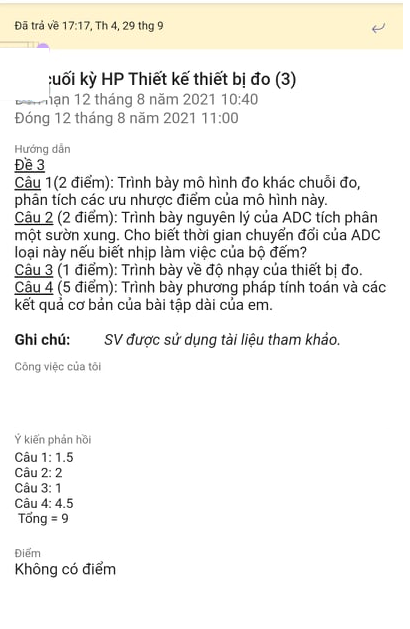 Đã trả về 17:17, Th 4, 29 thg 9
cuối kỳ HP Thiết kế thiết bị đo (3)
hạn 12 tháng 8 năm 2021 10:40
Đóng 12 tháng 8 năm 2021 11:00
Hướng dẫn
Đề 3
Câu 1(2 điểm): Trình bày mô hình đo khác chuỗi đo,
phân tích các ưu nhược điểm của mô hình này.
Câu 2 (2 điểm): Trình bày nguyên lý của ADC tích phân
một sườn xung. Cho biết thời gian chuyển đổi của ADC
loại này nếu biết nhịp làm việc của bộ đếm?
Câu 3 (1 điểm): Trình bày về độ nhạy của thiết bị đo.
Câu 4 (5 điểm): Trình bày phương pháp tính toán và các
kết quả cơ bản của bài tập dài của em.
Ghi chú: SV được sử dụng tài liệu tham khảo.
Công việc của tôi
Ý kiến phản hồi
Câu 1: 1.5
Câu 2: 2
Câu 3: 1
Câu 4: 4.5
Tổng = 9
Điểm
Không có điểm